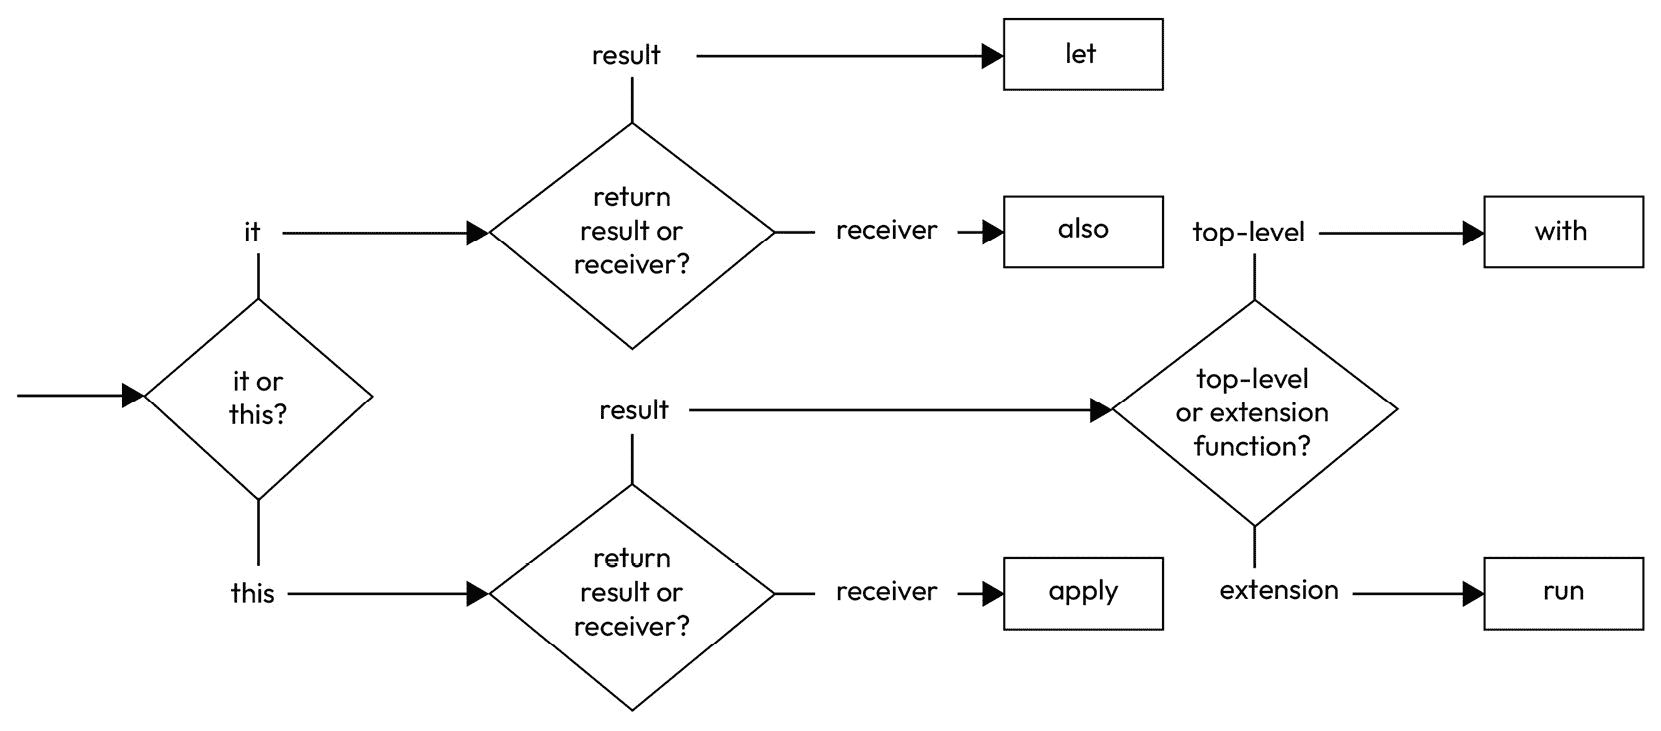 result
let
return
result or
receiver?
it
receiver
also
top-level
with
it or
this?
result
top-level
or extension
function?
return
result or
receiver?
this
receiver
apply
extension
run